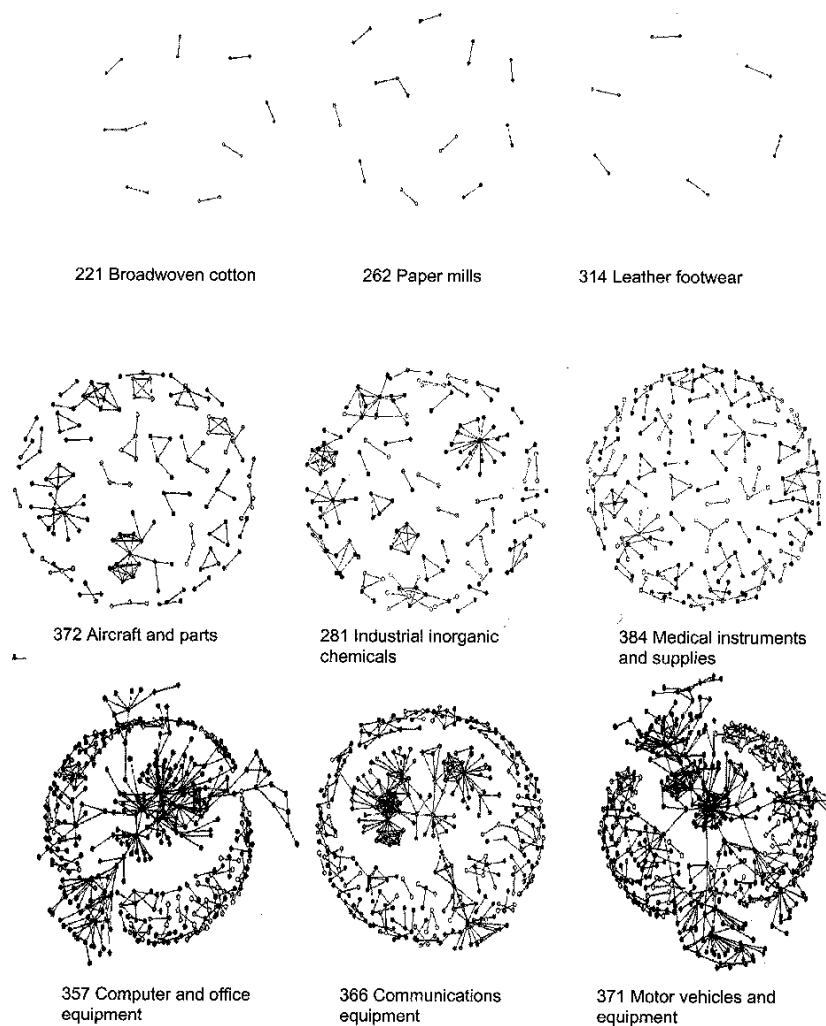 221 Broadwoven cotton
262 Paper mills
314 Leather footwear
372 Aircraft and parts
281 Industrial inorganic
chemicals
384 Medical instruments
and supplies
357 Computer and office
equipment
366 Communications
equipment
371 Motor vehicles and
equipment